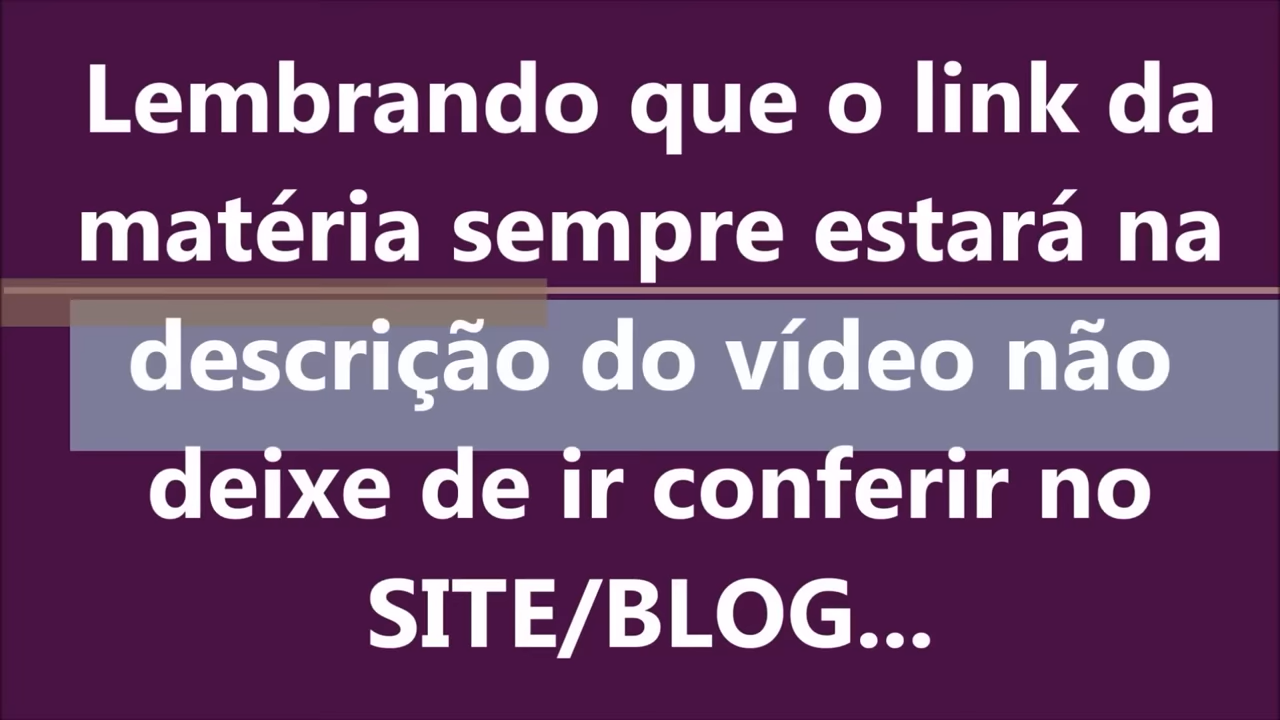 Lembrando que o link da
matéria sempre estará na
descrição do vídeo não
deixe de ir conferir no
SITE/BLOG...